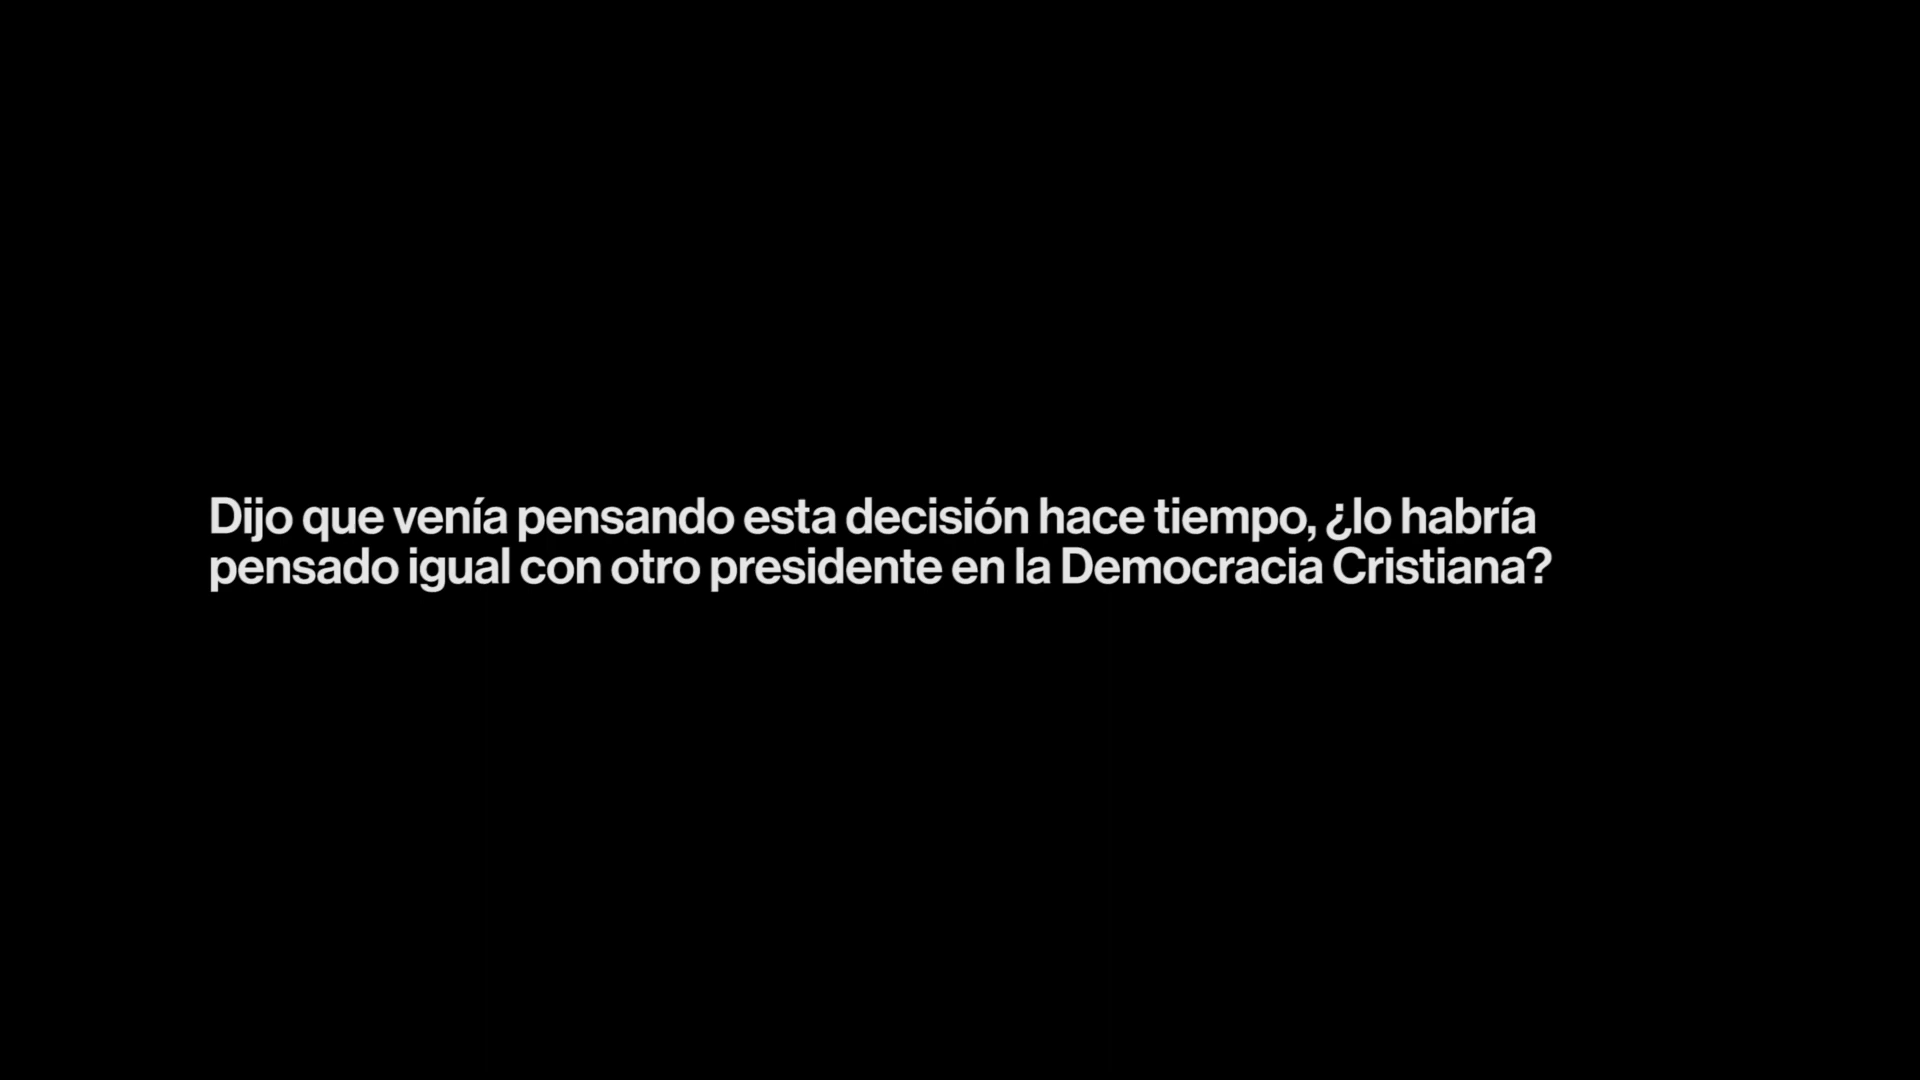 Dijo que venía pensando esta decisión hace tiempo, ¿lo habría
pensado igual con otro presidente en la Democracia Cristiana?